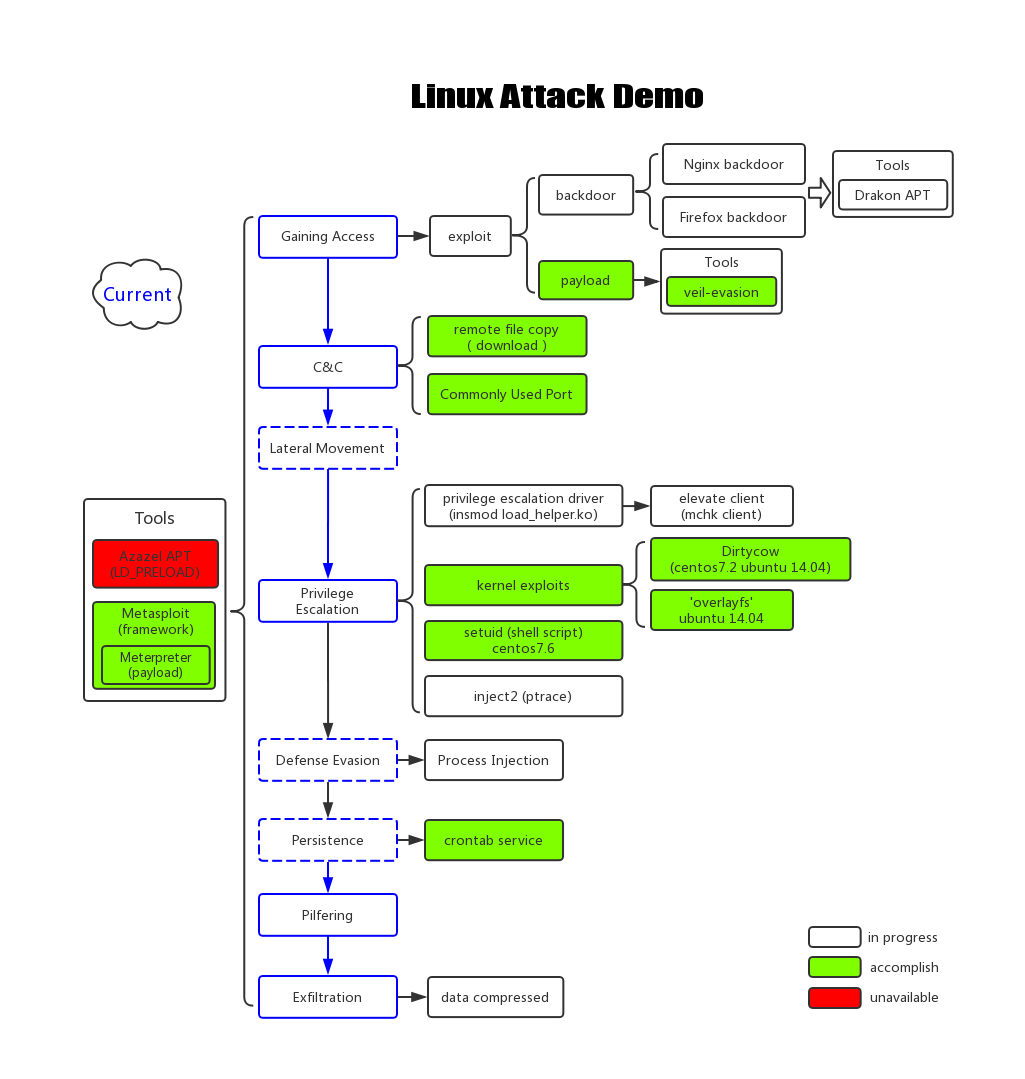 Linux Attack Demo
Current
Tools
Azazel APT
(LD_PRELOAD)
Metasploit
(framework)
Meterpreter
(payload)
Gaining Access
exploit
backdoor
Nginx backdoor
Firefox backdoor
Tools
Drakon APT
payload
Tools
veil-evasion
C&C
remote file copy
( download )
Commonly Used Port
Lateral Movement
Privilege
Escalation
privilege escalation driver
(insmod load_helper.ko)
elevate client
(mchk client)
kernel exploits
Dirtycow
(centos7.2 ubuntu 14.04)
'overlayfs'
ubuntu 14.04
setuid (shell script)
centos7.6
inject2 (ptrace)
Defense Evasion
Process Injection
Persistence
crontab service
Pilfering
Exfiltration
data compressed
in progress
accomplish
unavailable